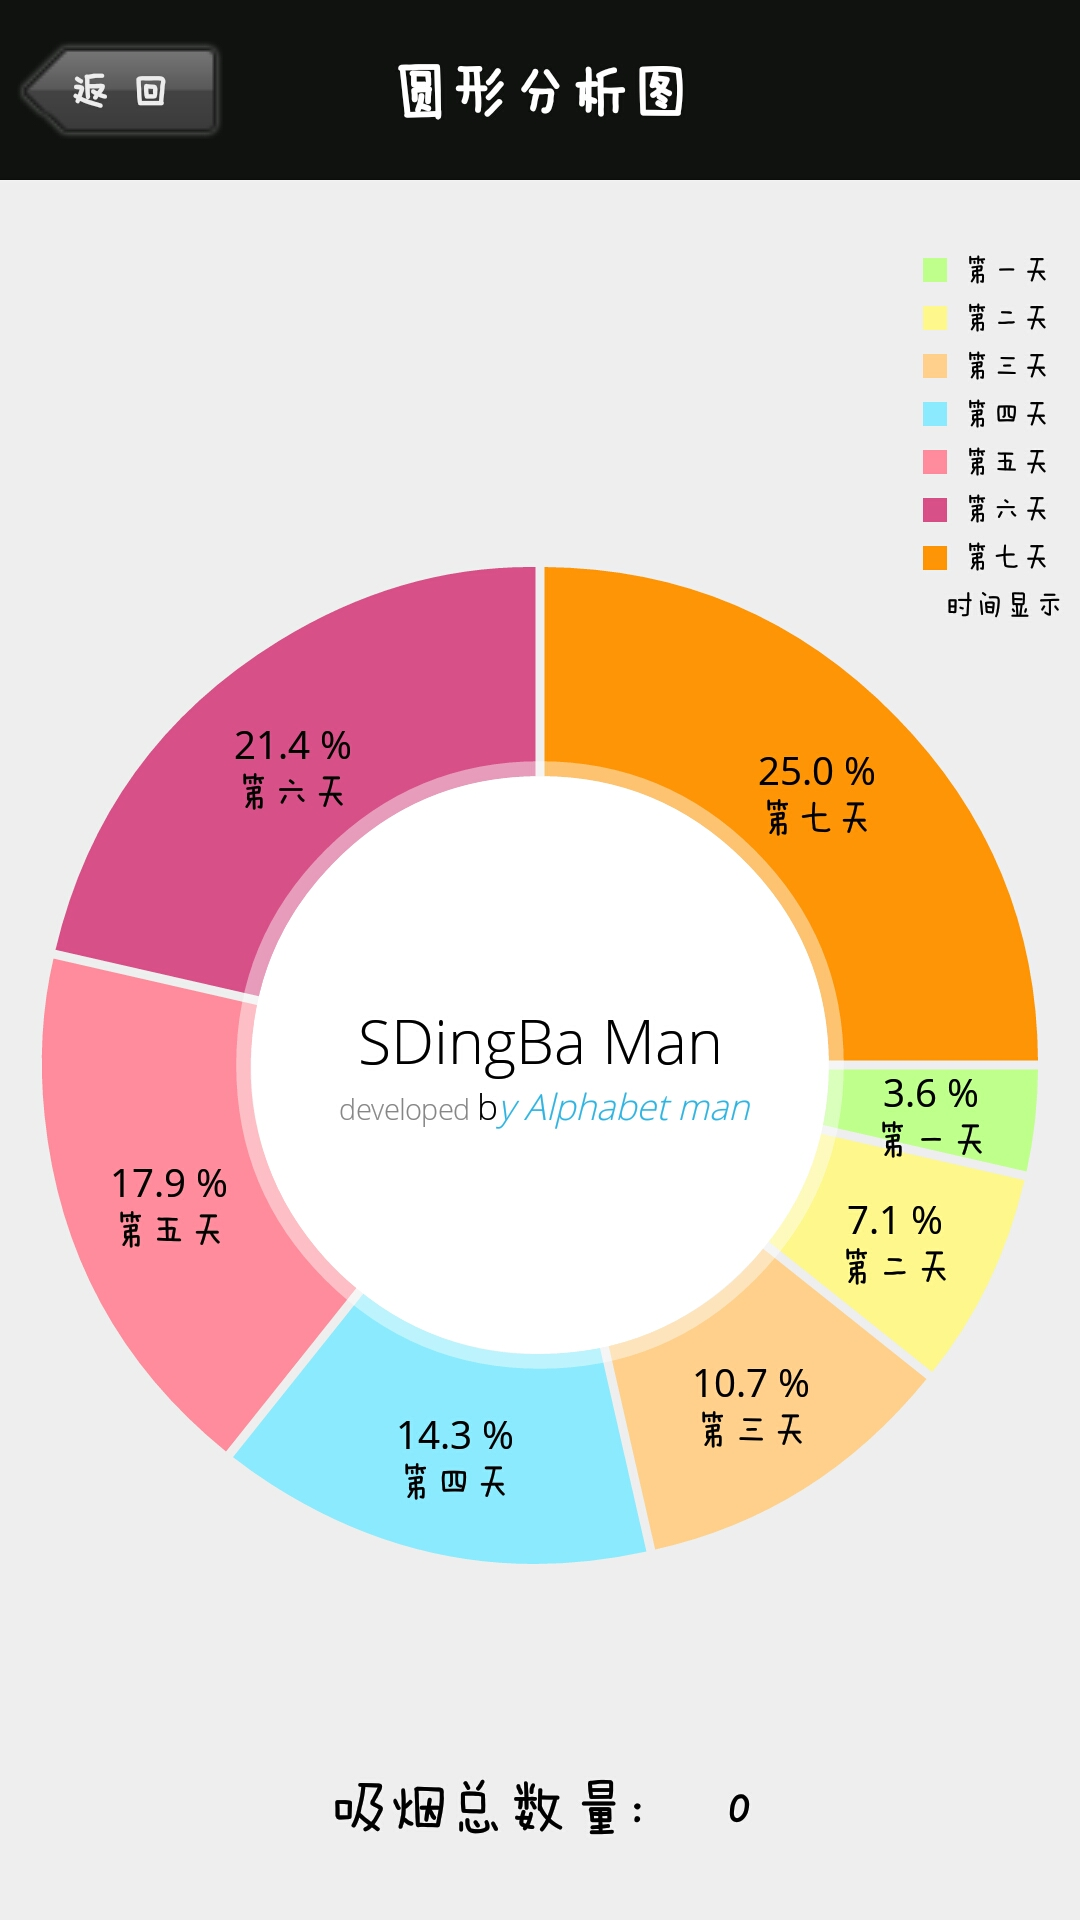 返 回
圆形分析图
第一天
第二天
第三天
第四天
第五天
第六天
第七天
时间显示
21.4 %
第六天
25.0 %
第七天
SDingBa Man
developed by Alphabet man
3.6 %
第一天
17.9 %
第五天
7.1 %
第二天
10.7 %
第三天
14.3 %
第四天
吸烟总数量: 0